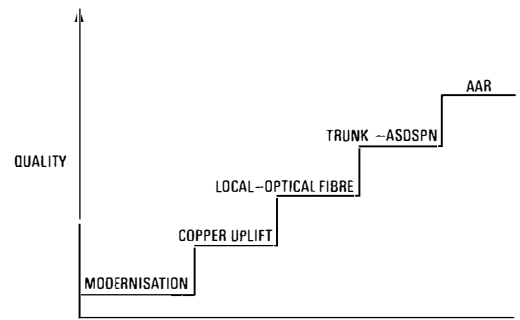 AAR
TRUNK -ASDSPN
QUALITY
LOCAL-OPTICAL FIBRE
COPPER UPLIFT
MODERNISATION